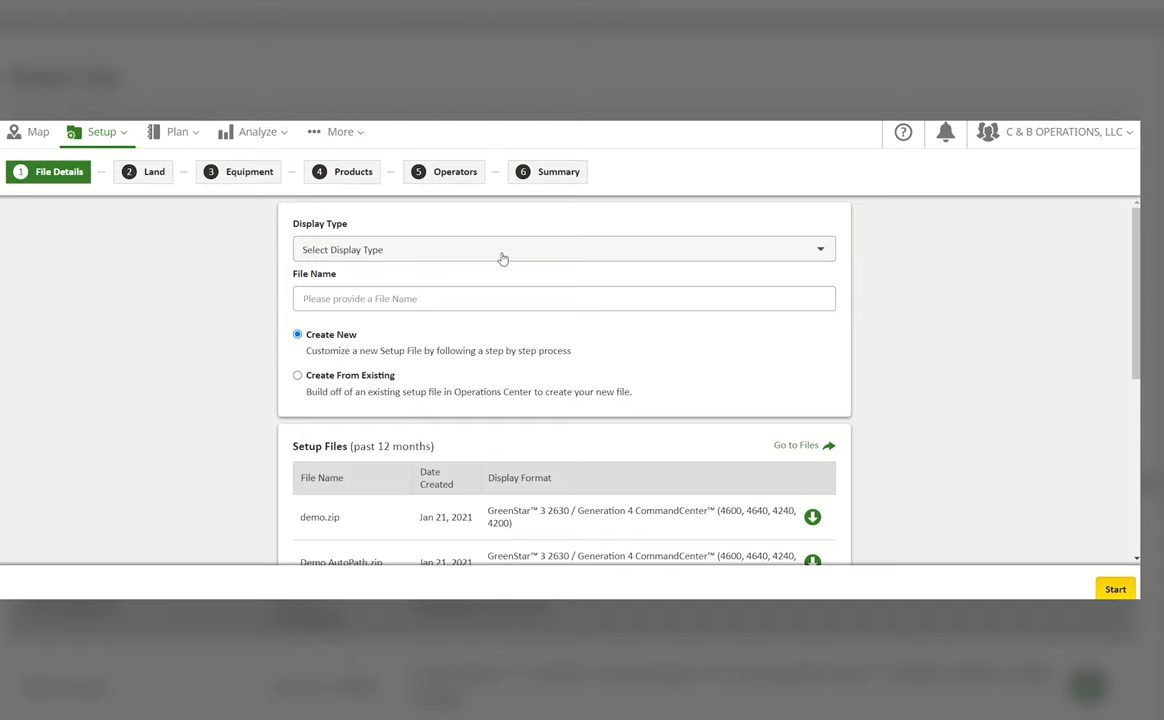 Map Setup Plan Analyze More C & B OPERATIONS, LLC
1 File Details 2 Land 3 Equipment 4 Products 5 Operators 6 Summary
Display Type
Select Display Type
File Name
Please provide a File Name
Create New
Customize a new Setup File by following a step by step process
Create From Existing
Build off of an existing setup file in Operations Center to create your new file.
Setup Files (past 12 months) Go to Files
File Name Date Created Display Format
demo.zip Jan 21, 2021 GreenStar™ 3 2630 / Generation 4 CommandCenter™ (4600, 4640, 4240,
4200)
Demo AutoPath.zip Jan 21, 2021 GreenStar™ 3 2630 / Generation 4 CommandCenter™ (4600, 4640, 4240,
Start